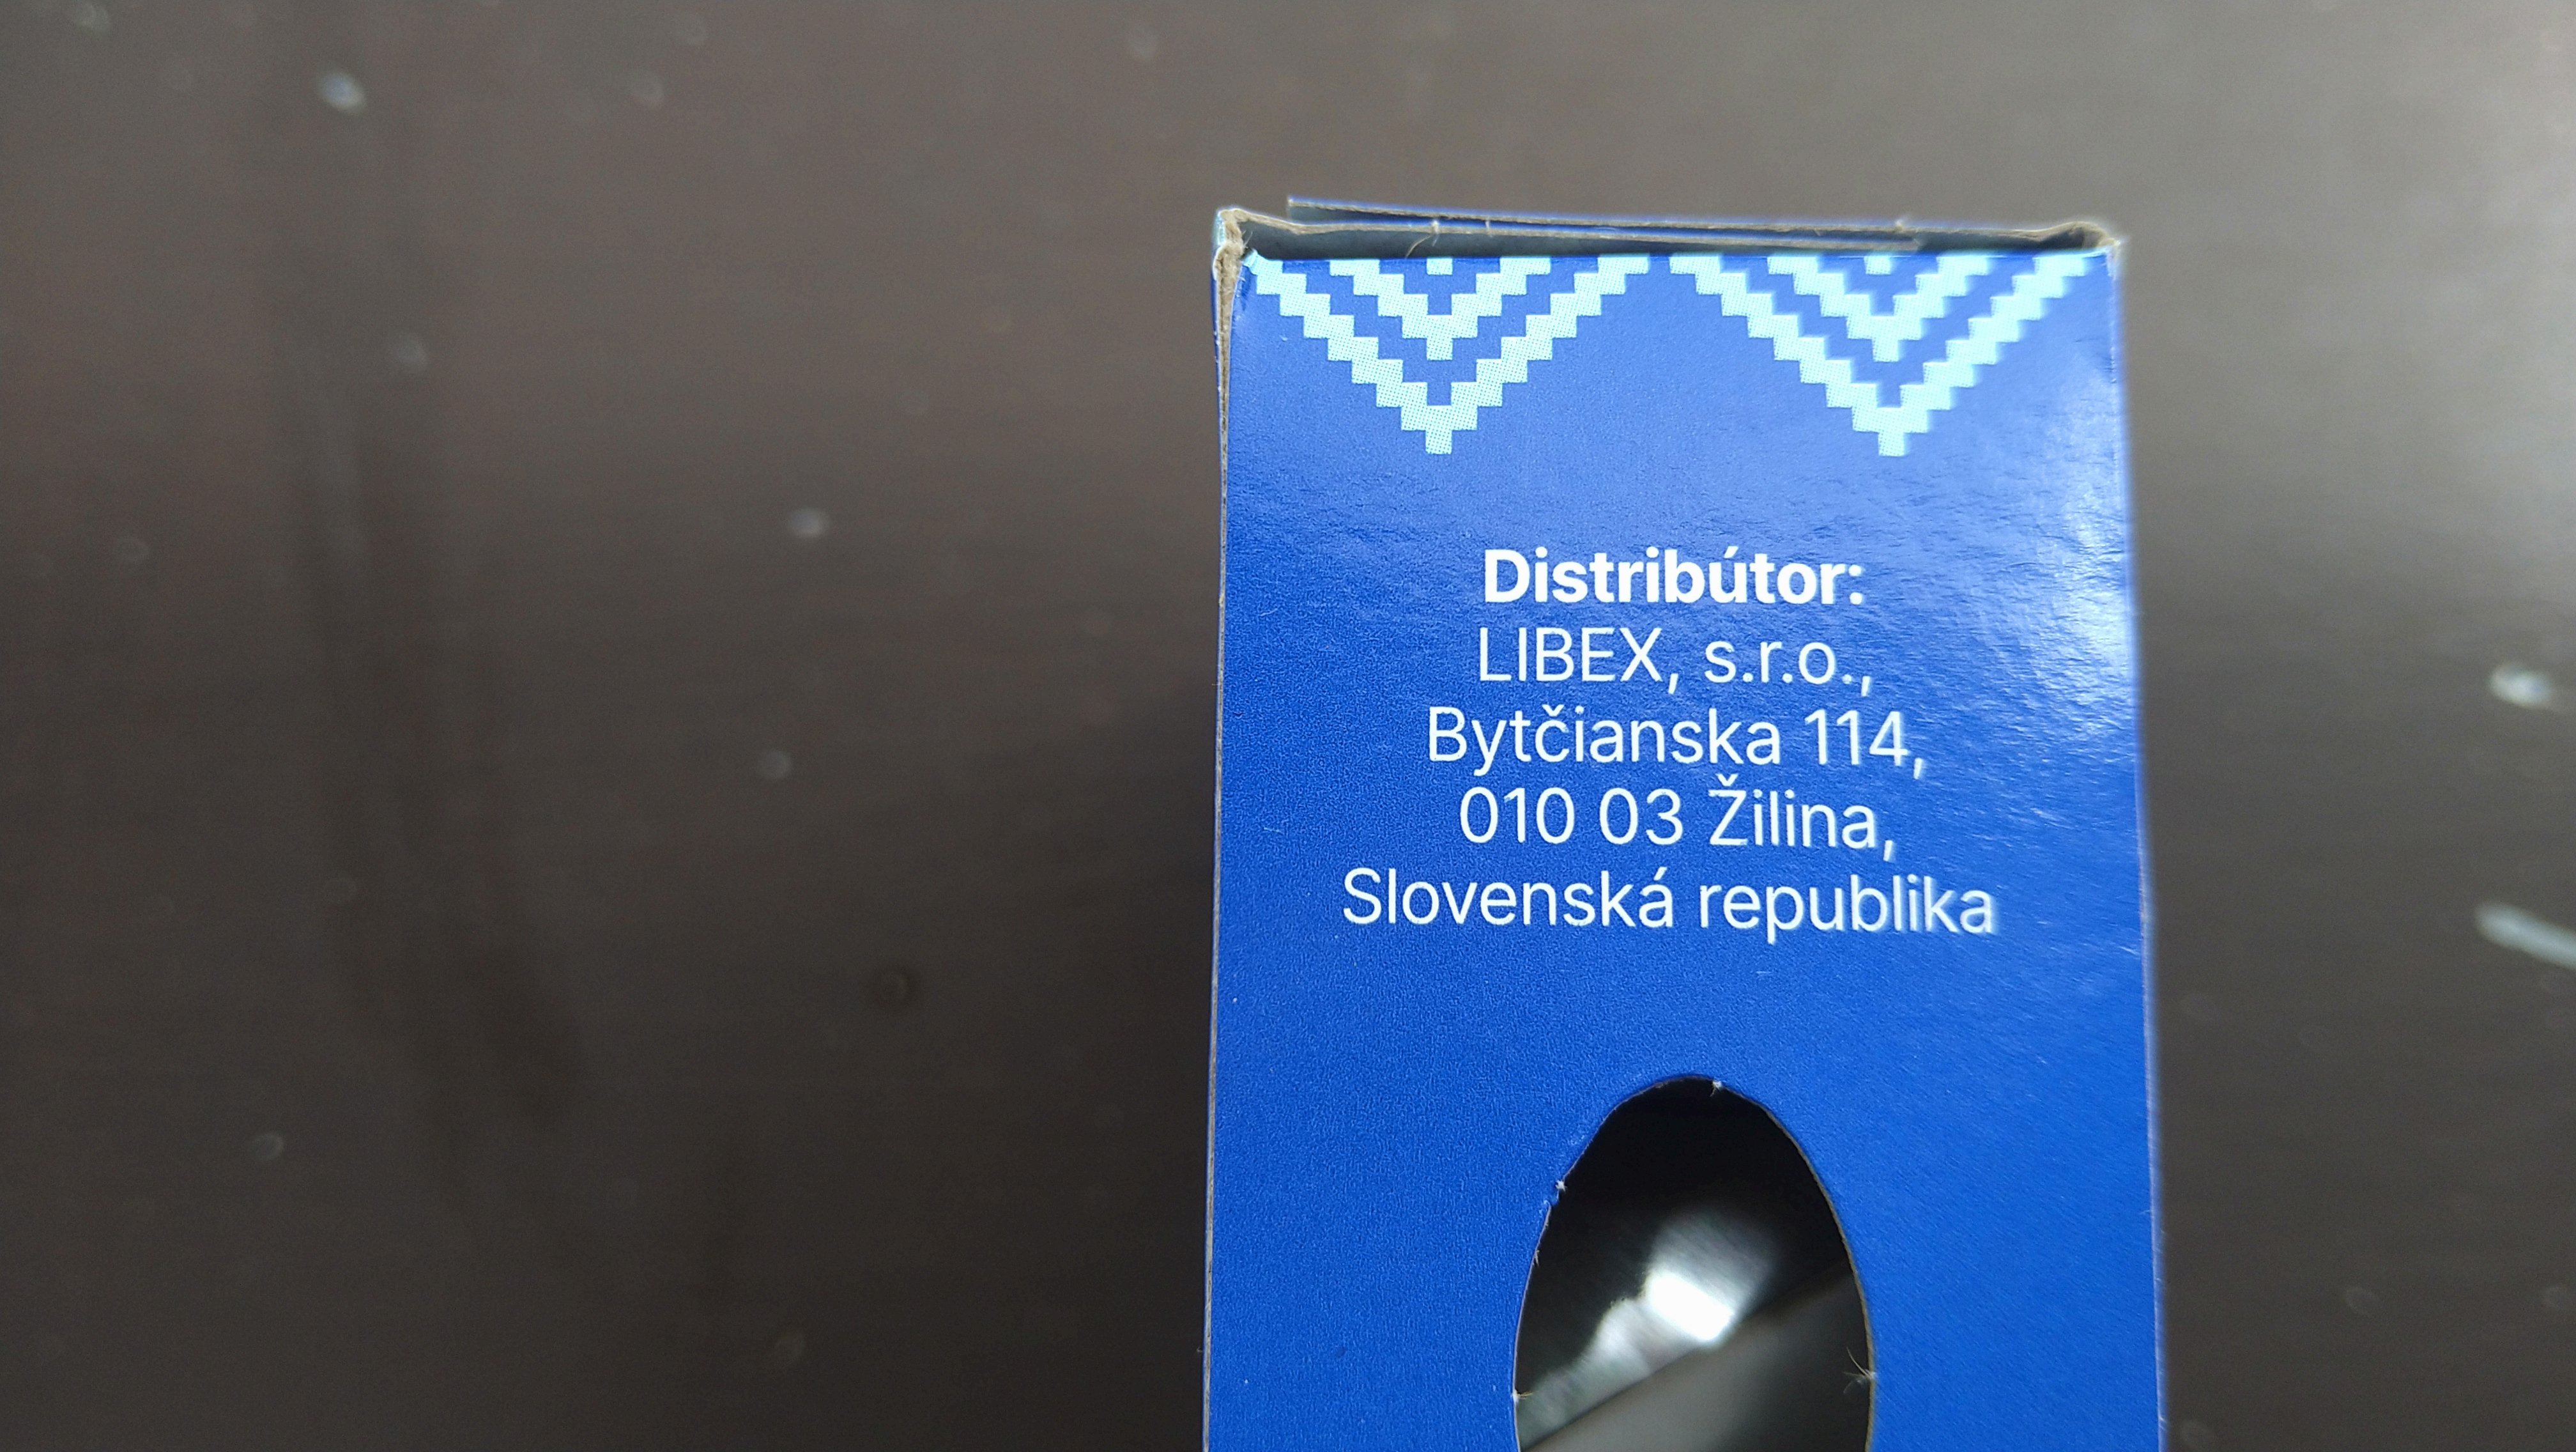 Distribútor:
LIBEX, s.r.o.,
Bytčianska 114,
010 03 Žilina,
Slovenská republika